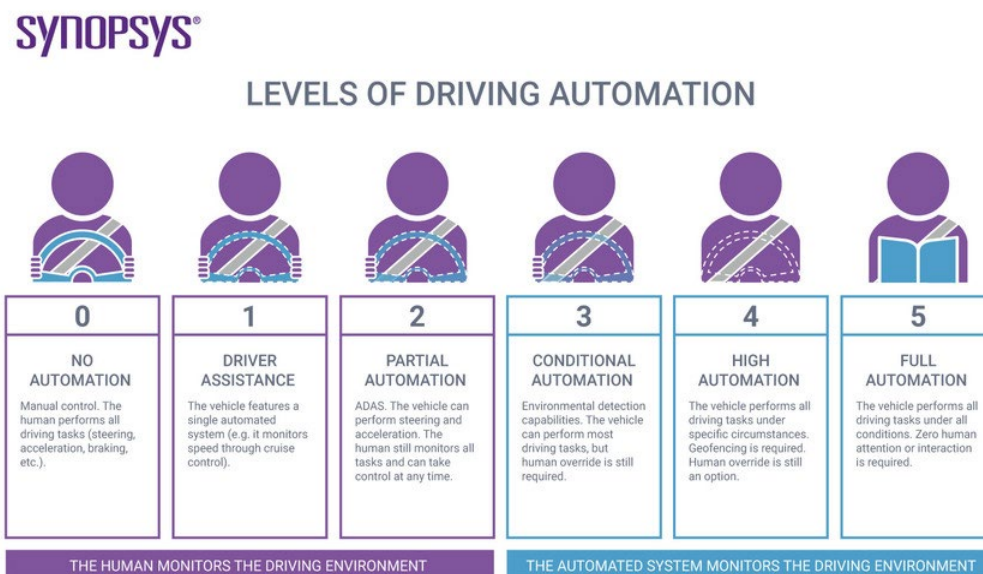 SYNOPSYS®
LEVELS OF DRIVING AUTOMATION
0
NO
AUTOMATION
Manual control. The
human performs all
driving tasks (steering,
acceleration, braking,
etc.).
1
DRIVER
ASSISTANCE
The vehicle features a
single automated
system (e.g. it monitors
speed through cruise
control).
2
PARTIAL
AUTOMATION
ADAS. The vehicle can
perform steering and
acceleration. The
human still monitors all
tasks and can take
control at any time.
3
CONDITIONAL
AUTOMATION
Environmental detection
capabilities. The vehicle
can perform most
driving tasks, but
human override is still
required.
4
HIGH
AUTOMATION
The vehicle performs all
driving tasks under
specific circumstances.
Geofencing is required.
Human override is still
an option.
5
FULL
AUTOMATION
The vehicle performs all
driving tasks under all
conditions. Zero human
attention or interaction
is required.
THE HUMAN MONITORS THE DRIVING ENVIRONMENT
THE AUTOMATED SYSTEM MONITORS THE DRIVING ENVIRONMENT